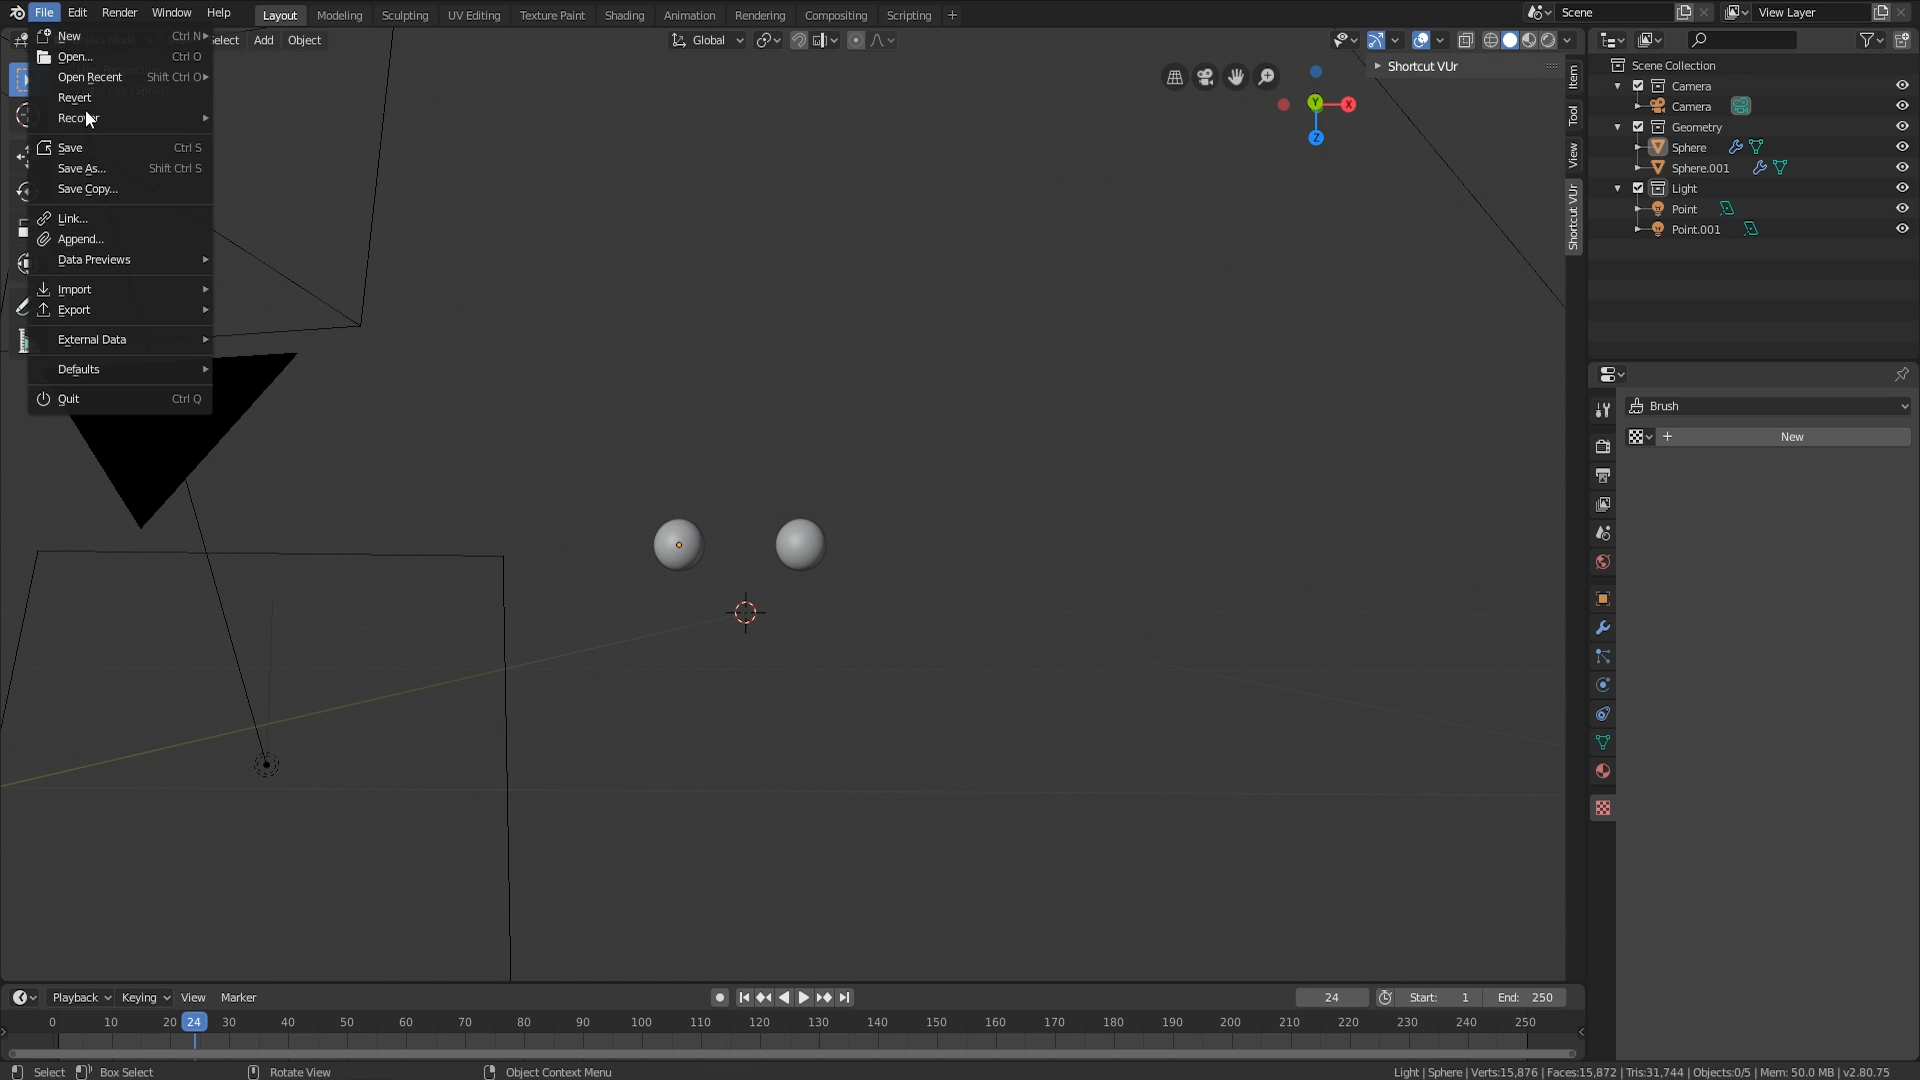 File Edit Render Window Help Layout Modeling Sculpting UV Editing Texture Paint Shading Animation Rendering Compositing Scripting + Scene View Layer
Select Add Object Global
New Ctrl N
Open... Ctrl O
Open Recent Shift Ctrl O
Revert
Recover
Save Ctrl S
Save As... Shift Ctrl S
Save Copy...
Link...
Append...
Data Previews
Import
Export
External Data
Defaults
Quit Ctrl Q
Y X
Z
Shortcut VUr
Item
Tool
View
Shortcut VUr
Scene Collection
Camera
Camera
Geometry
Sphere
Sphere.001
Light
Point
Point.001
Brush
+ New
Playback Keying View Marker 24 Start: 1 End: 250
0 10 20 24 30 40 50 60 70 80 90 100 110 120 130 140 150 160 170 180 190 200 210 220 230 240 250
Select Box Select Rotate View Object Context Menu Light | Sphere | Verts:15,876 | Faces:15,872 | Tris:31,744 | Objects:0/5 | Mem: 50.0 MB | v2.80.75